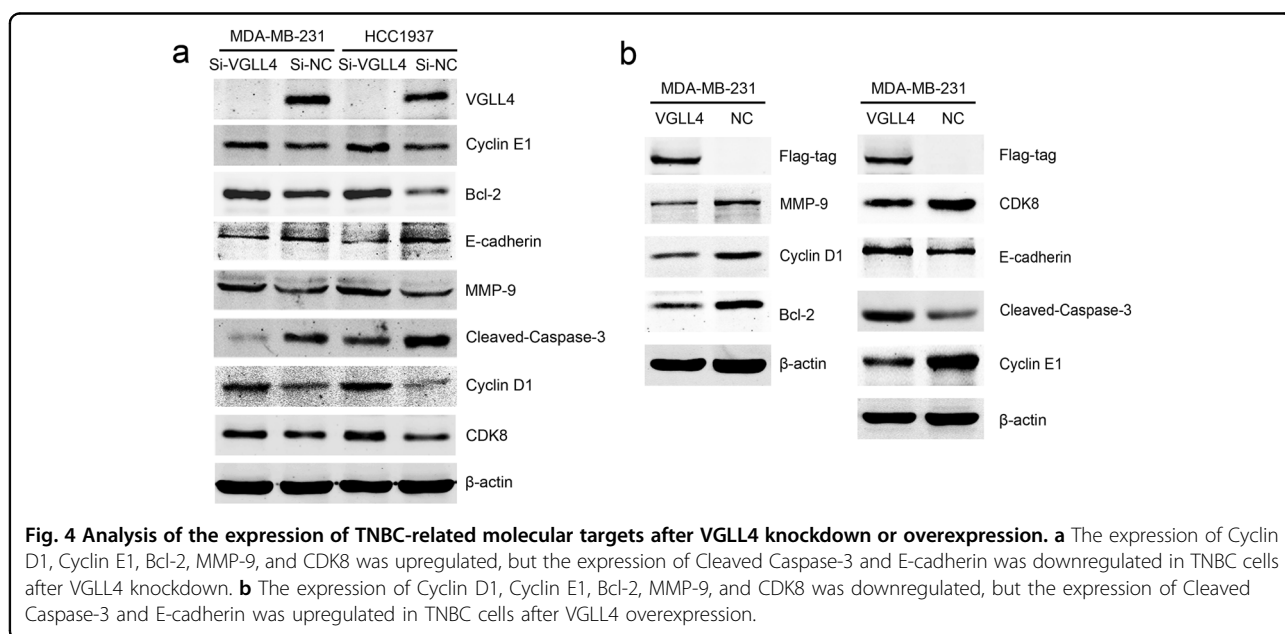 a
MDA-MB-231 HCC1937
Si-VGLL4 Si-NC Si-VGLL4 Si-NC
VGLL4
Cyclin E1
Bcl-2
E-cadherin
MMP-9
Cleaved-Caspase-3
Cyclin D1
CDK8
β-actin
b
MDA-MB-231
VGLL4 NC
Flag-tag
MMP-9
Cyclin D1
Bcl-2
β-actin
MDA-MB-231
VGLL4 NC
Flag-tag
CDK8
E-cadherin
Cleaved-Caspase-3
Cyclin E1
β-actin
Fig. 4 Analysis of the expression of TNBC-related molecular targets after VGLL4 knockdown or overexpression. a The expression of Cyclin
D1, Cyclin E1, Bcl-2, MMP-9, and CDK8 was upregulated, but the expression of Cleaved Caspase-3 and E-cadherin was downregulated in TNBC cells
after VGLL4 knockdown. b The expression of Cyclin D1, Cyclin E1, Bcl-2, MMP-9, and CDK8 was downregulated, but the expression of Cleaved
Caspase-3 and E-cadherin was upregulated in TNBC cells after VGLL4 overexpression.